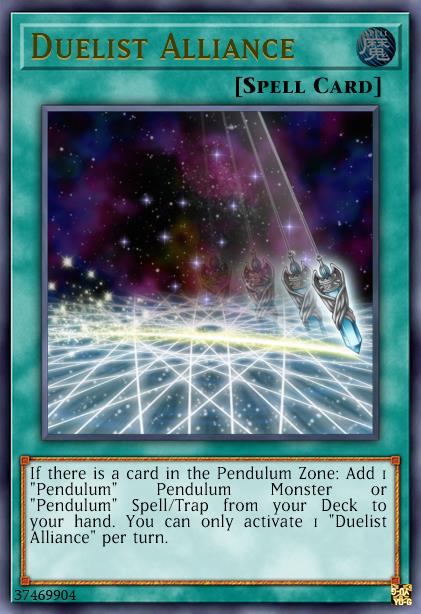 DUELIST ALLIANCE
魔
[SPELL CARD]
If there is a card in the Pendulum Zone: Add 1
"Pendulum" Pendulum Monster or
"Pendulum" Spell/Trap from your Deck to
your hand. You can only activate 1 "Duelist
Alliance" per turn.
37469904